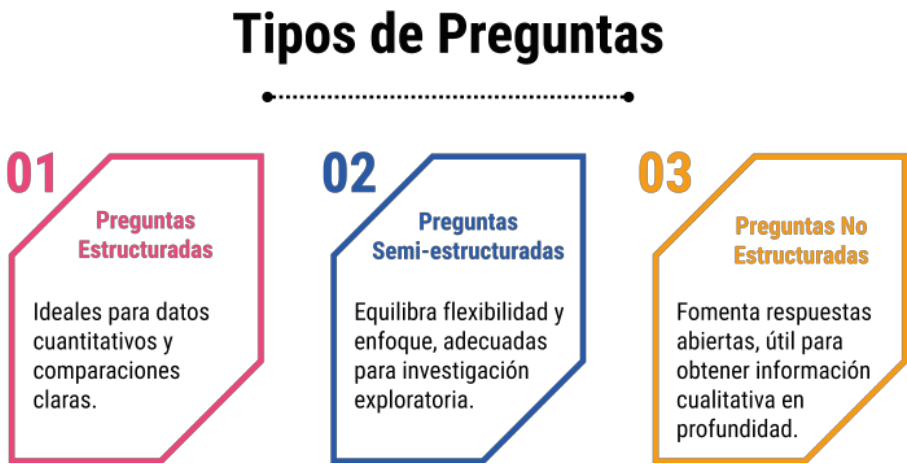 Tipos de Preguntas
01
Preguntas
Estructuradas
Ideales para datos
cuantitativos y
comparaciones
claras.
02
Preguntas
Semi-estructuradas
Equilibra flexibilidad y
enfoque, adecuadas
para investigación
exploratoria.
03
Preguntas No
Estructuradas
Fomenta respuestas
abiertas, útil para
obtener información
cualitativa en
profundidad.